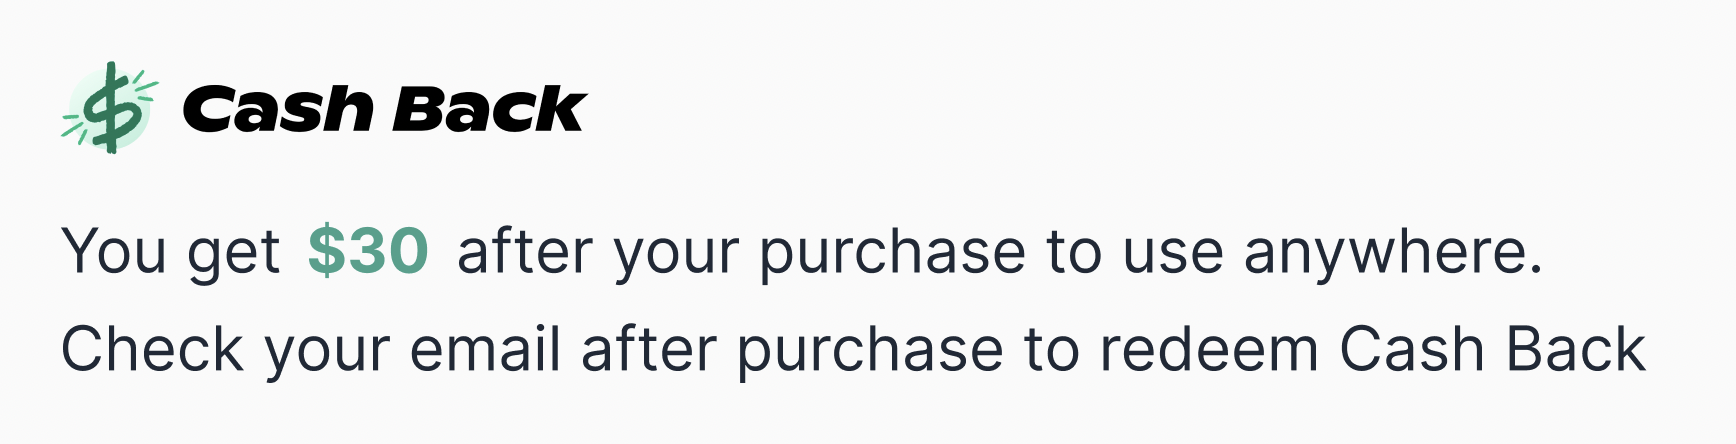 Cash Back
You get $30 after your purchase to use anywhere.
Check your email after purchase to redeem Cash Back